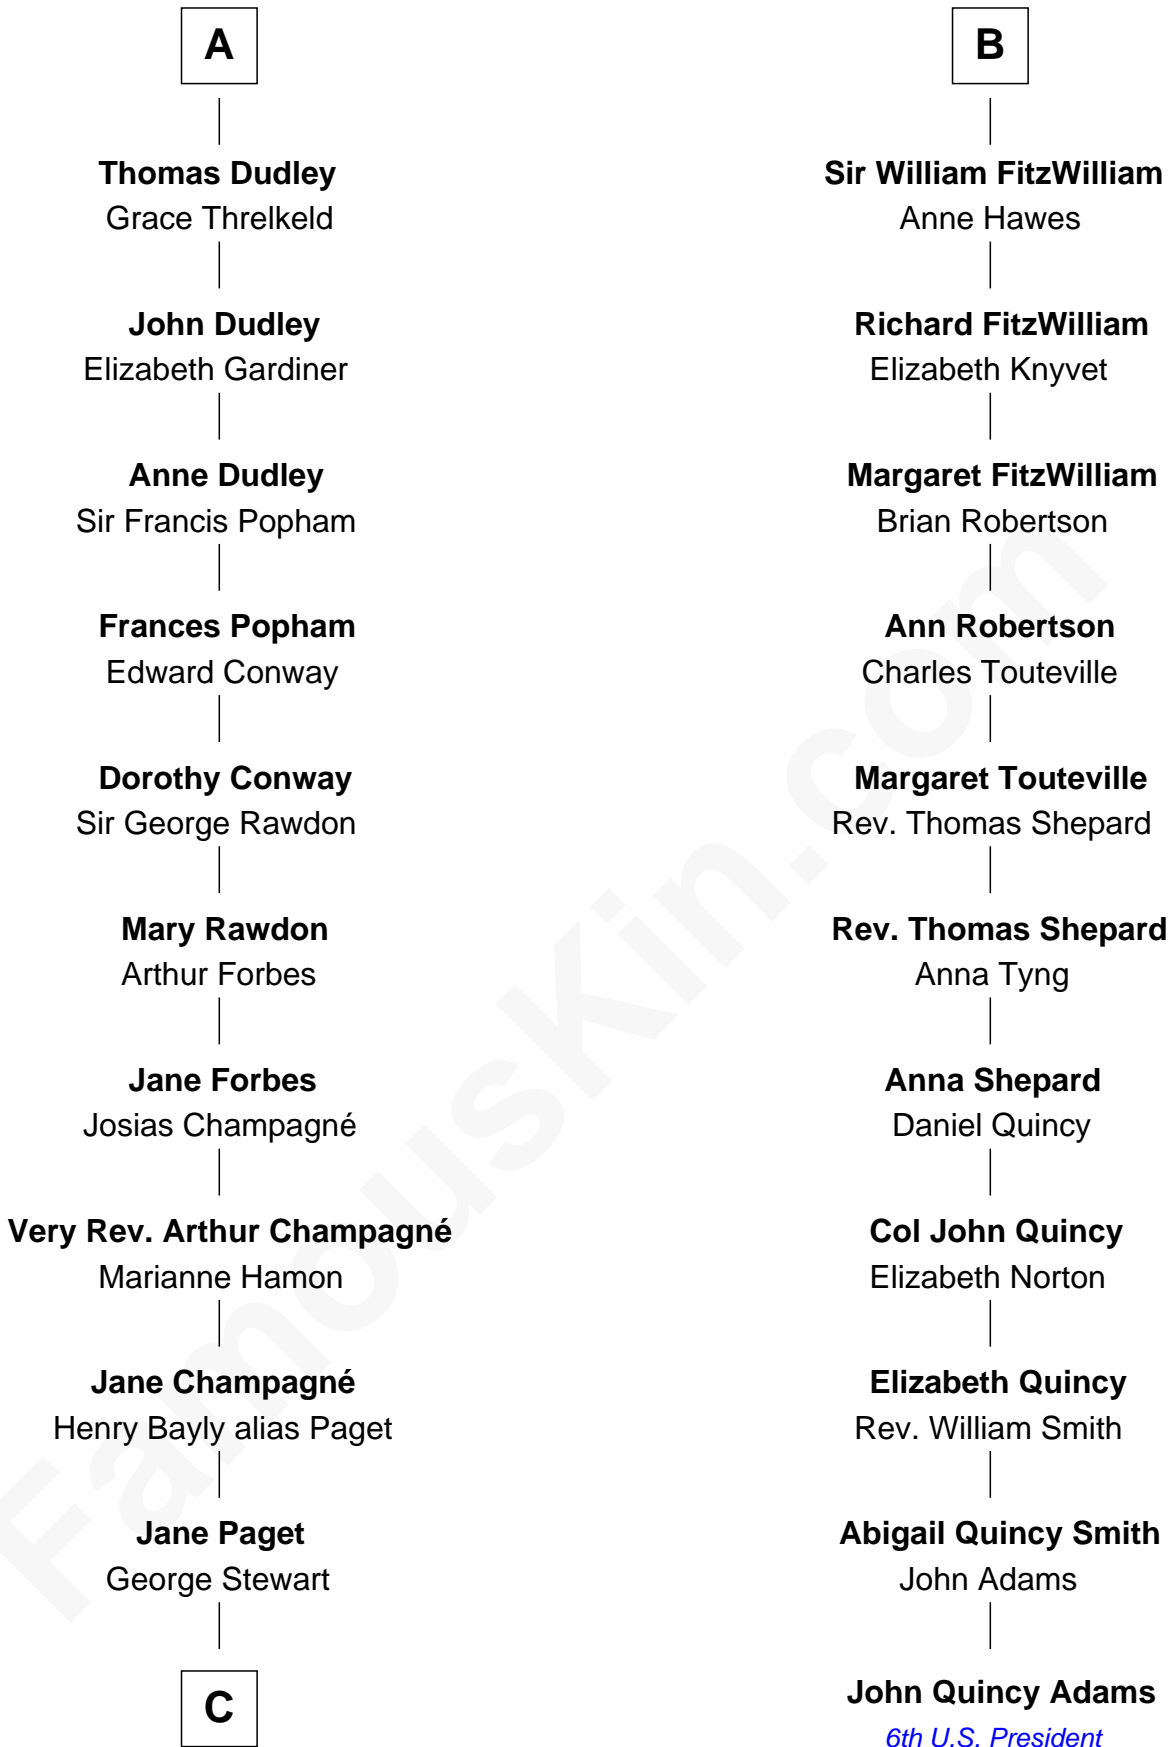 A
Thomas Dudley
Grace Threlkeld
John Dudley
Elizabeth Gardiner
Anne Dudley
Sir Francis Popham
Frances Popham
Edward Conway
Dorothy Conway
Sir George Rawdon
Mary Rawdon
Arthur Forbes
Jane Forbes
Josias Champagné
Very Rev. Arthur Champagné
Marianne Hamon
Jane Champagné
Henry Bayly alias Paget
Jane Paget
George Stewart
C
B
Sir William FitzWilliam
Anne Hawes
Richard FitzWilliam
Elizabeth Knyvet
Margaret FitzWilliam
Brian Robertson
Ann Robertson
Charles Touteville
Margaret Touteville
Rev. Thomas Shepard
Rev. Thomas Shepard
Anna Tyng
Anna Shepard
Daniel Quincy
Col John Quincy
Elizabeth Norton
Elizabeth Quincy
Rev. William Smith
Abigail Quincy Smith
John Adams
John Quincy Adams
6th U.S. President
FamousKin.com